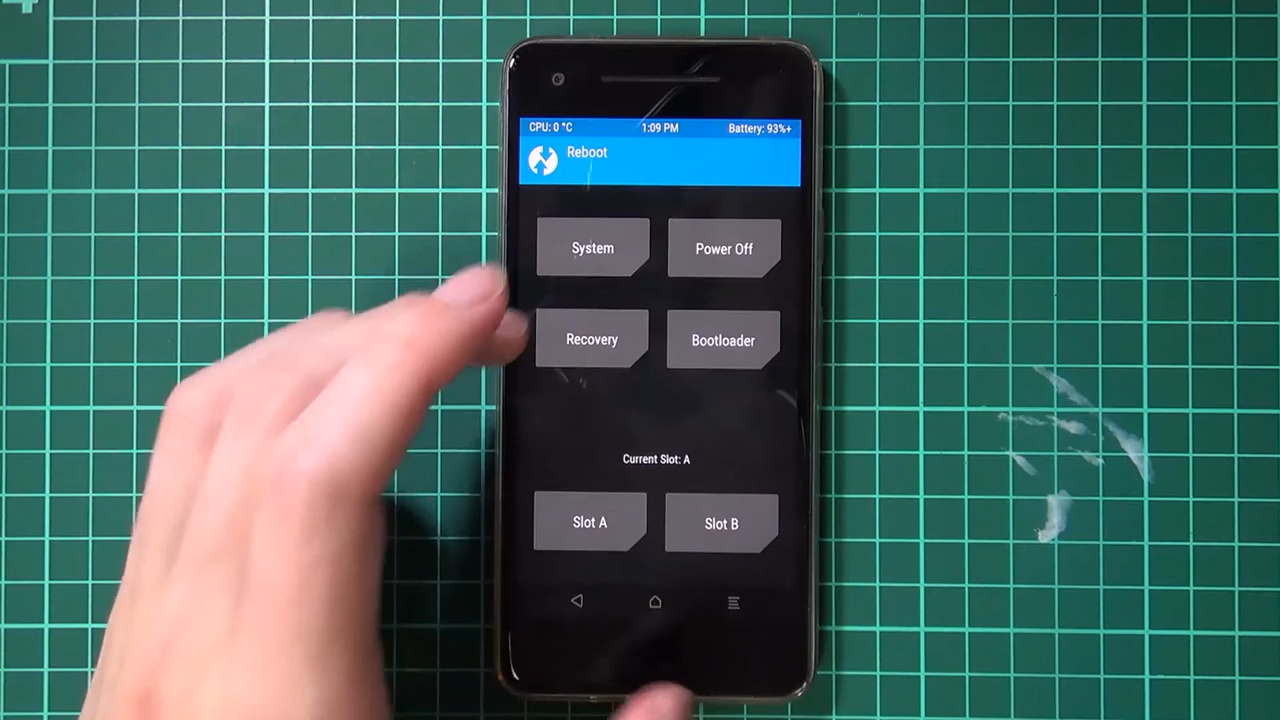 CPU: 0 °C 1:09 PM Battery: 93%+
Reboot
System Power Off
Recovery Bootloader
Current Slot: A
Slot A Slot B